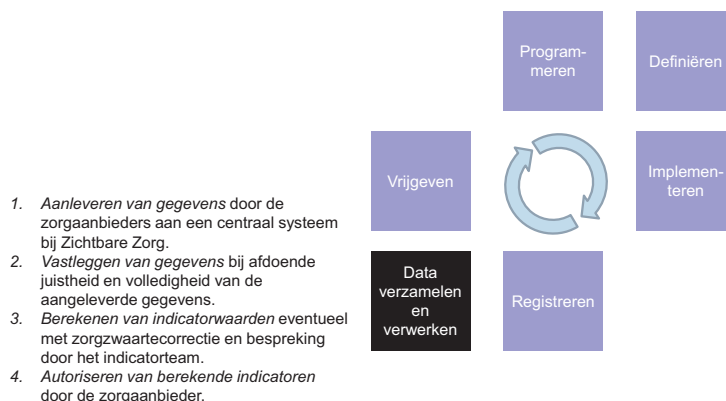 Program-
meren
Definiëren
Vrijgeven
Implemen-
teren
1. Aanleveren van gegevens door de
zorgaanbieders aan een centraal systeem
bij Zichtbare Zorg.
2. Vastleggen van gegevens bij afdoende
juistheid en volledigheid van de
aangeleverde gegevens.
3. Berekenen van indicatorwaarden eventueel
met zorgzwaartecorrectie en bespreking
door het indicatorteam.
4. Autoriseren van berekende indicatoren
door de zorgaanbieder.
Data
verzamelen
en
verwerken
Registreren